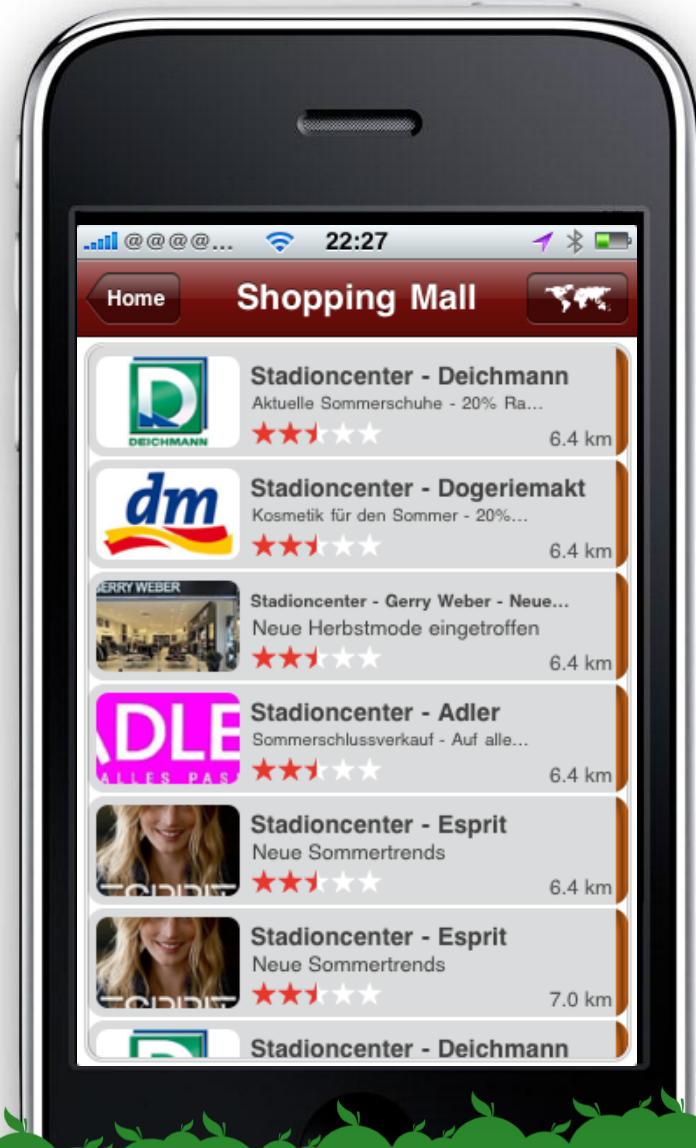 @@@@...
22:27
Home
Shopping Mall
DEICHMANN
Stadioncenter - Deichmann
Aktuelle Sommerschuhe - 20% Ra...
6.4 km
dm
Stadioncenter - Dogeriemakt
Kosmetik für den Sommer - 20%...
6.4 km
GERRY WEBER
Stadioncenter - Gerry Weber - Neue...
Neue Herbstmode eingetroffen
6.4 km
ADLE
ALLES PAS
Stadioncenter - Adler
Sommerschlussverkauf - Auf alle...
6.4 km
Stadioncenter - Esprit
Neue Sommertrends
6.4 km
Stadioncenter - Esprit
Neue Sommertrends
7.0 km
Stadioncenter - Deichmann